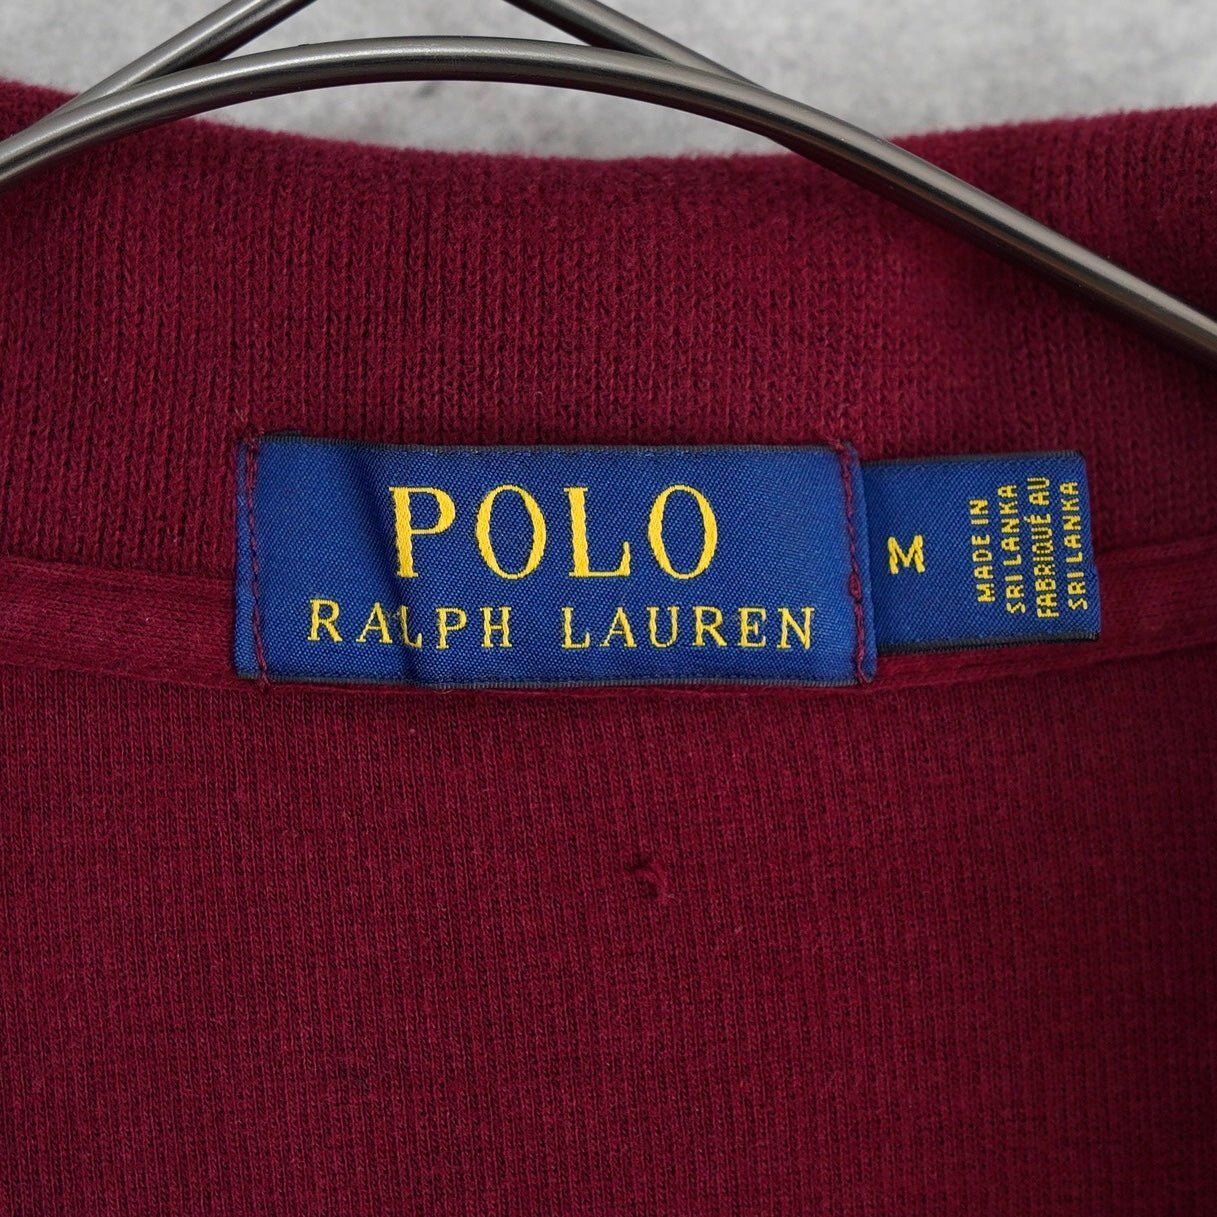 POLO
RALPH LAUREN
M
MADE IN
SRI LANKA
FABRIQUÉ AU
SRI LANKA